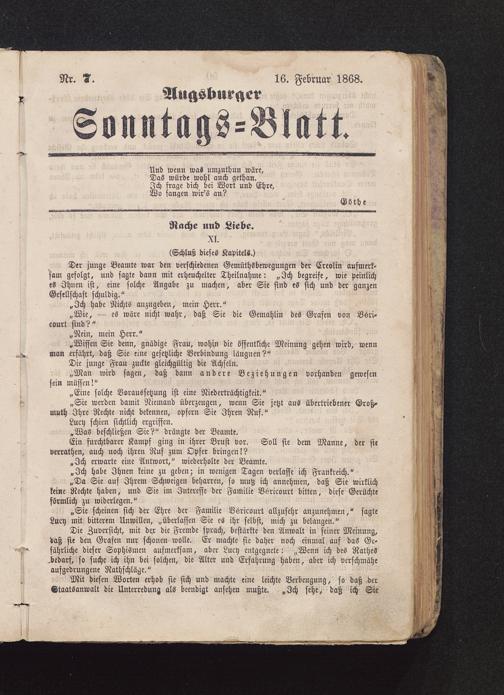 Nr. 7.
16. Februar 1868.
Augsburger
Sonntags=Blatt.
Und wenn was umzuthun wäre,
Das würde wohl auch gethan.
Ich frage dich bei Wort und Ehre,
Wo fangen wir's an?
Göthe
Rache und Liebe.
XI.
(Schluß dieses Kapitels.)
Der junge Beamte war den verschiedenen Gemüthsbewegungen der Creolin aufmerk=
sam gefolgt, und sagte dann mit erheuchelter Theilnahme: „Ich begreife, wie peinlich
es Ihnen ist, eine solche Angabe zu machen, aber Sie sind es sich und der ganzen
Gesellschaft schuldig.“
„Ich habe Nichts anzugeben, mein Herr.“
„Wie, — es wäre nicht wahr, daß Sie die Gemahlin des Grafen von Vöri=
court sind?“
„Nein, mein Herr.“
„Wissen Sie denn, gnädige Frau, wohin die öffentliche Meinung gehen wird, wenn
man erfährt, daß Sie eine gesetzliche Verbindung läugnen?“
Die junge Frau zuckte gleichgültig die Achseln.
„Man wird sagen, daß dann andere Beziehungen vorhanden gewesen
sein müssen!“
„Eine solche Voraussetzung ist eine Niederträchtigkeit.“
„Sie werden damit Niemand überzeugen, wenn Sie jetzt aus übertriebener Groß=
muth Ihre Rechte nicht bekennen, opfern Sie Ihrem Ruf.“
Lucy schien sichtlich ergriffen.
„Was beschließen Sie?“ drängte der Beamte.
Ein furchtbarer Kampf ging in ihrer Brust vor. Soll sie dem Manne, der sie
verrathen, auch noch ihren Ruf zum Opfer bringen!?
„Ich erwarte eine Antwort,“ wiederholte der Beamte.
„Ich habe Ihnen keine zu geben; in wenigen Tagen verlasse ich Frankreich.“
„Da Sie auf Ihrem Schweigen beharren, so muß ich annehmen, daß Sie wirklich
keine Rechte haben, und Sie im Interesse der Familie Vöricourt bitten, diese Gerüchte
förmlich zu widerlegen.“
„Sie scheinen sich der Ehre der Familie Vöricourt allzusehr anzunehmen,“ sagte
Lucy mit bitterem Unwillen, „überlassen Sie es ihr selbst, mich zu belangen.“
Die Zuversicht, mit der die Fremde sprach, bestärkte den Anwalt in seiner Meinung,
daß sie den Grafen nur schonen wolle. Er machte sie daher noch einmal auf das Ge=
fährliche dieser Sophismen aufmerksam, aber Lucy entgegnete: „Wenn ich des Rathes
bedarf, so suche ich ihn bei solchen, die Alter und Erfahrung haben, aber ich verschmähe
aufgedrungene Rathschläge.“
Mit diesen Worten erhob sie sich und machte eine leichte Verbeugung, so daß der
Staatsanwalt die Unterredung als beendigt ansehen mußte. „Ich sehe, daß ich Sie